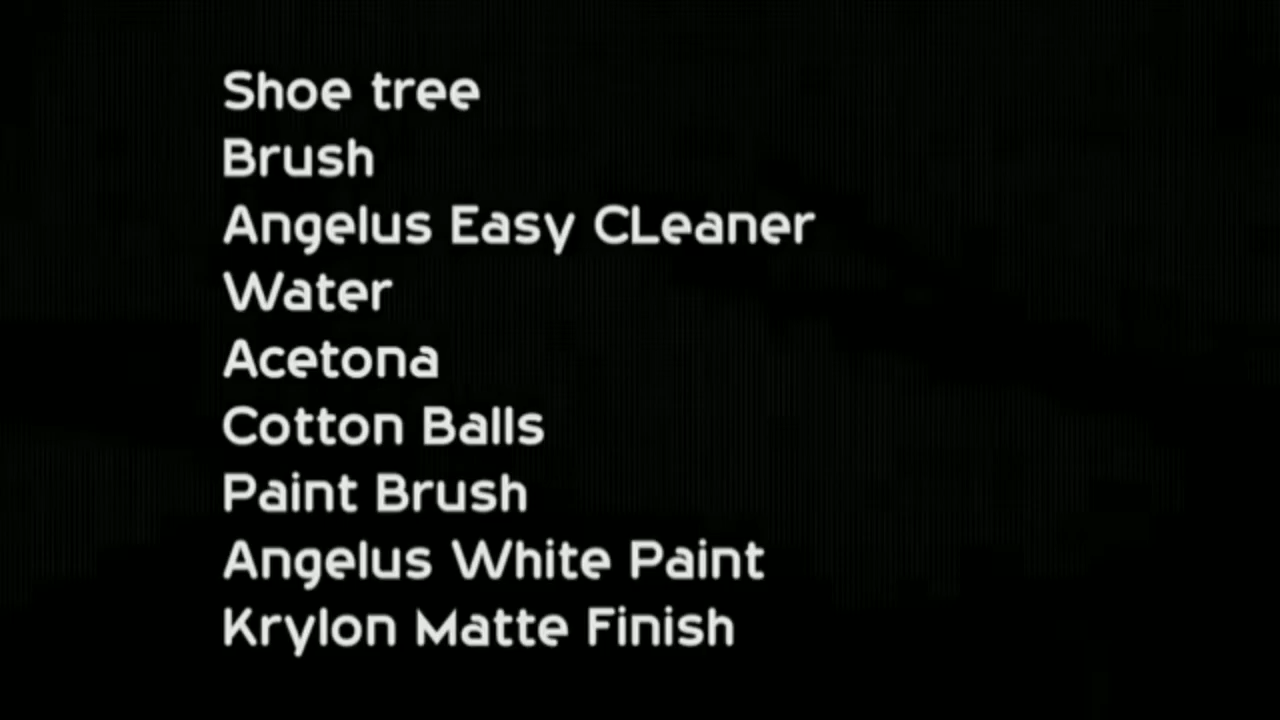 Shoe tree
Brush
Angelus Easy CLeaner
Water
Acetona
Cotton Balls
Paint Brush
Angelus White Paint
Krylon Matte Finish